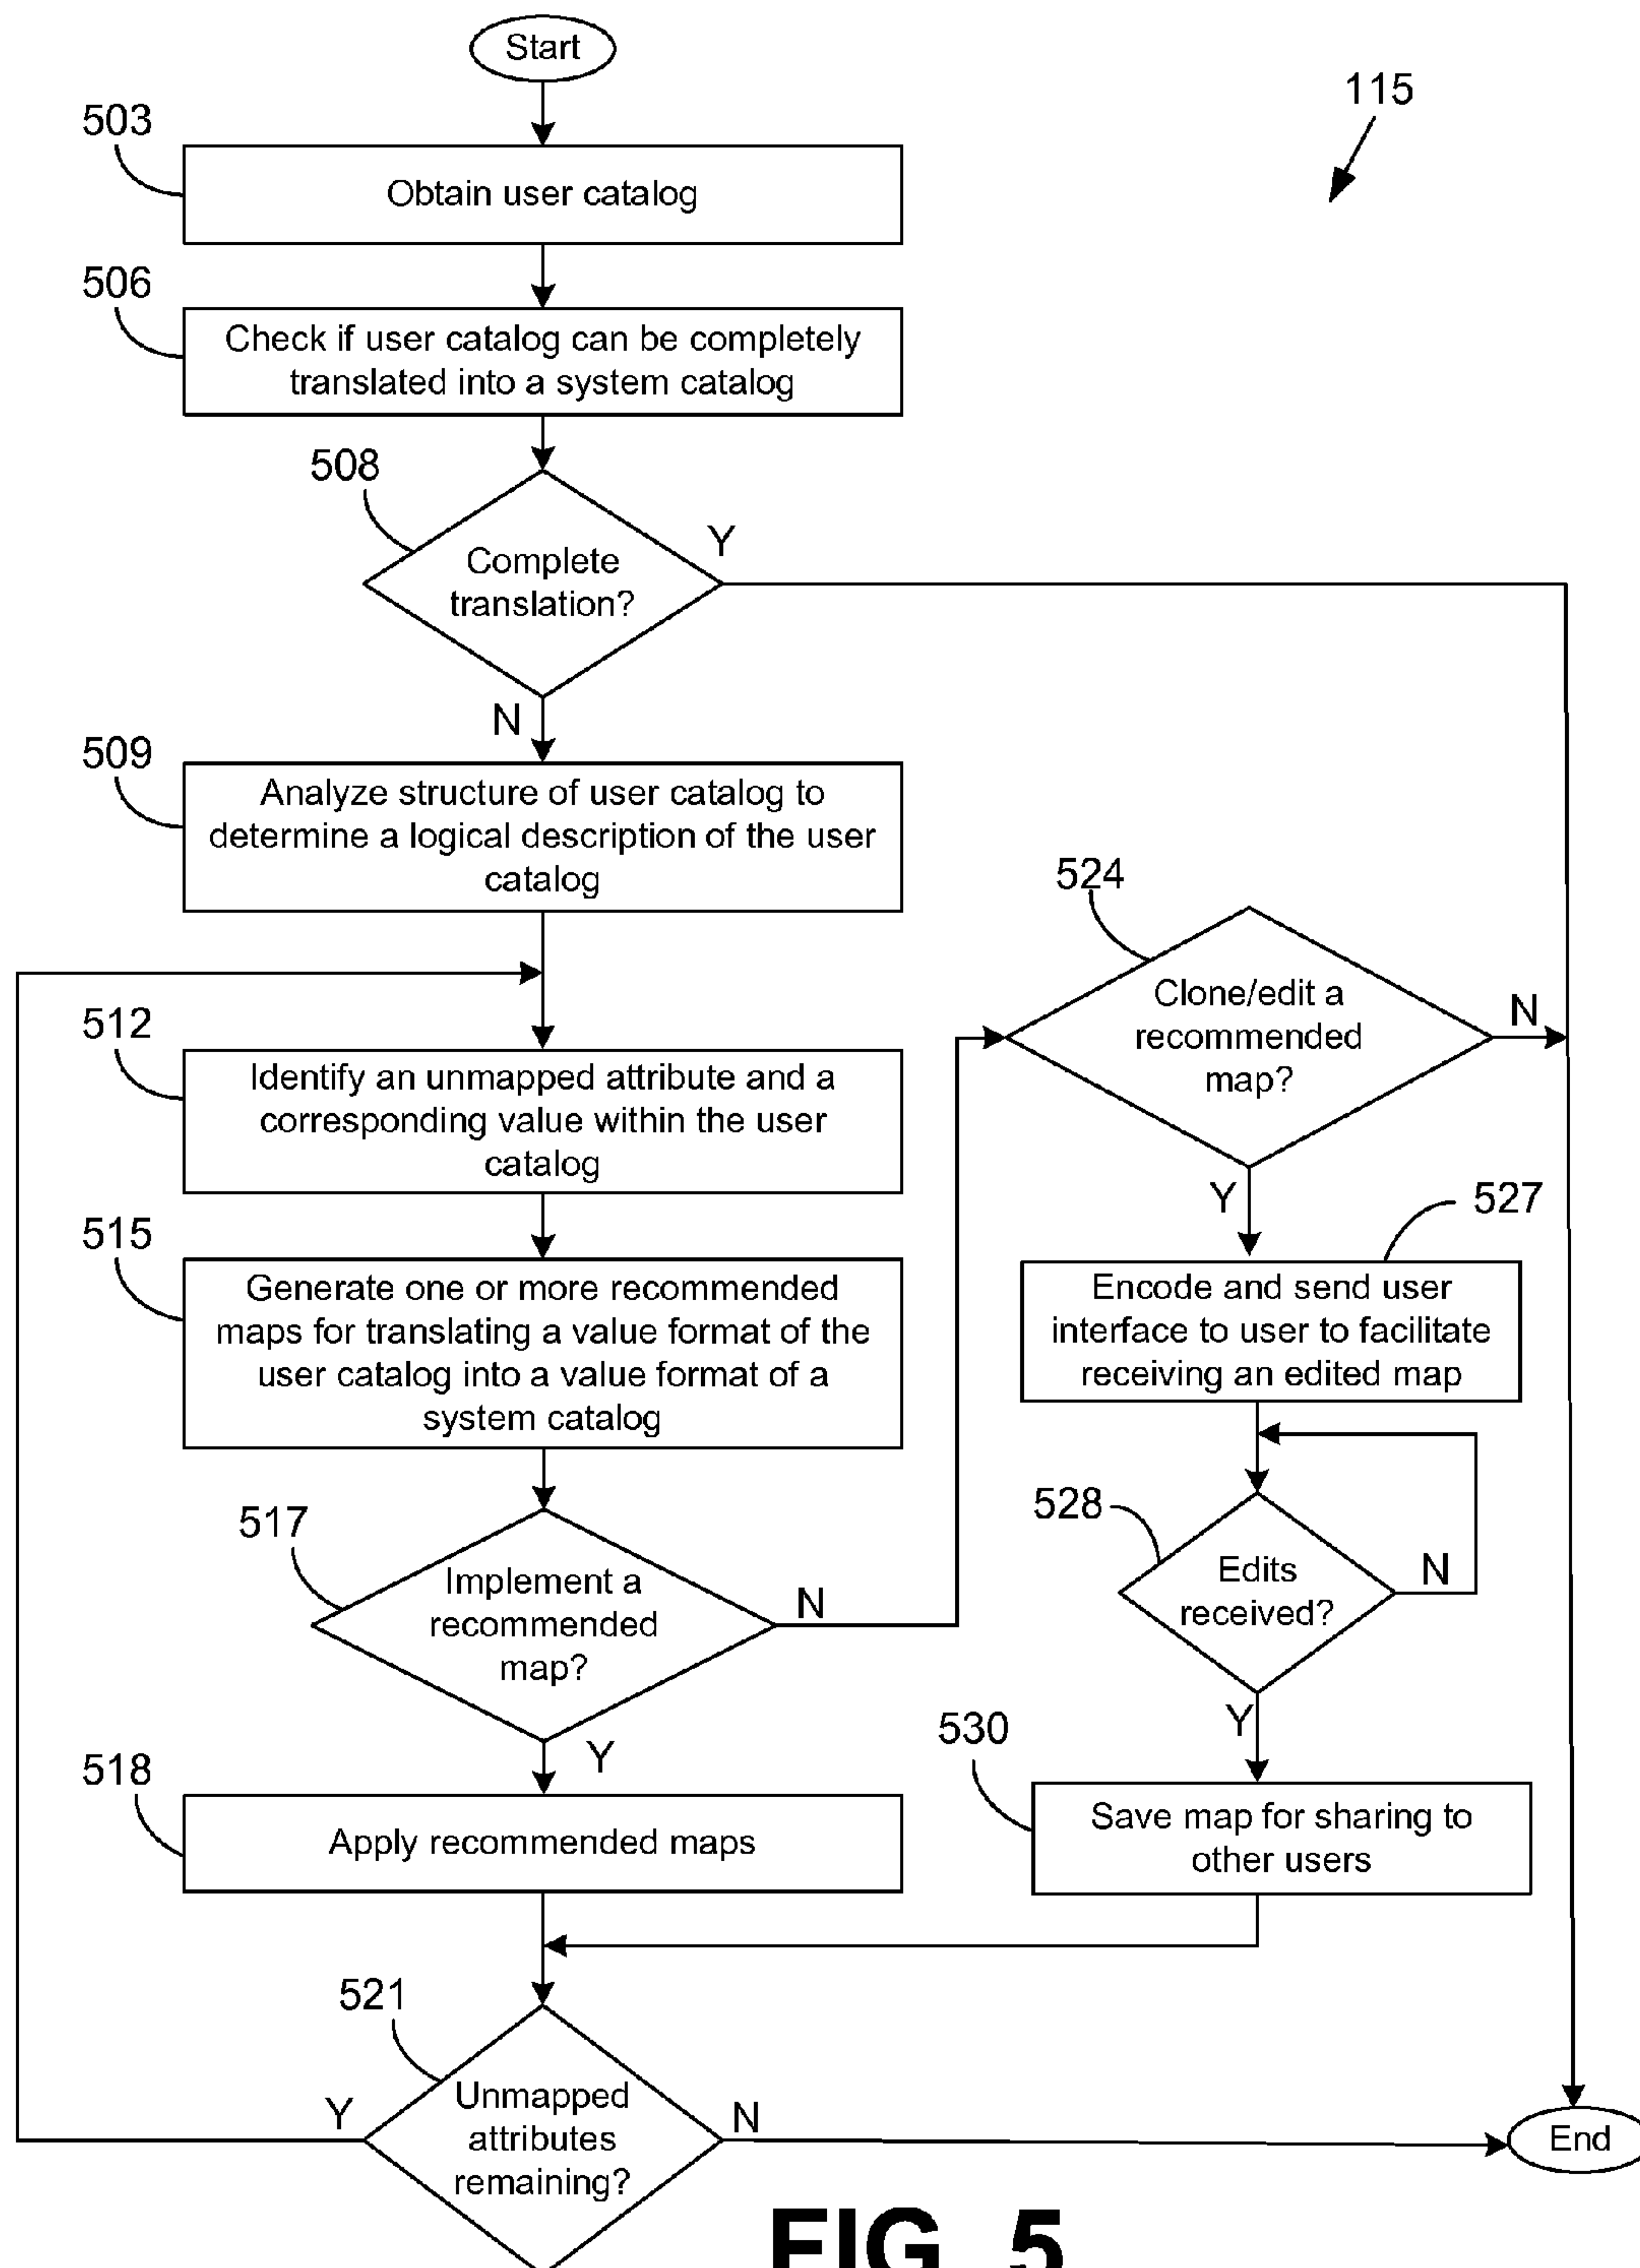 Start
115
503
Obtain user catalog
506
Check if user catalog can be completely
translated into a system catalog
508
Complete
translation?
Y
N
509
Analyze structure of user catalog to
determine a logical description of the user
catalog
512
Identify an unmapped attribute and a
corresponding value within the user
catalog
515
Generate one or more recommended
maps for translating a value format of the
user catalog into a value format of a
system catalog
517
Implement a
recommended
map?
N
Y
518
Apply recommended maps
521
Unmapped
attributes
remaining?
Y
N
524
Clone/edit a
recommended
map?
N
Y
527
Encode and send user
interface to user to facilitate
receiving an edited map
528
Edits
received?
N
Y
530
Save map for sharing to
other users
End
FIG. 5